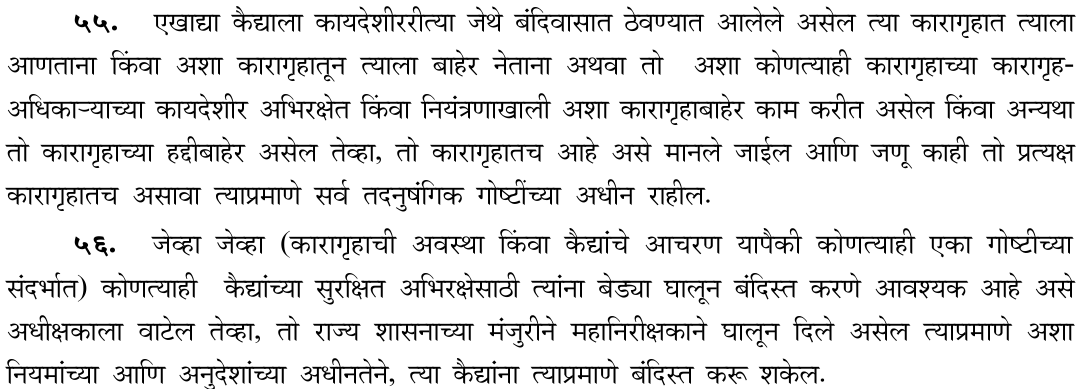 ५५. एखाद्या कैद्याला कायदेशीररीत्या जेथे बंदिवासात ठेवण्यात आलेले असेल त्या कारागृहात त्याला
आणताना किंवा अशा कारागृहातून त्याला बाहेर नेताना अथवा तो अशा कोणत्याही कारागृहाच्या कारागृह-
अधिकाऱ्याच्या कायदेशीर अभिरक्षेत किंवा नियंत्रणाखाली अशा कारागृहाबाहेर काम करीत असेल किंवा अन्यथा
तो कारागृहाच्या हद्दीबाहेर असेल तेव्हा, तो कारागृहातच आहे असे मानले जाईल आणि जणू काही तो प्रत्यक्ष
कारागृहातच असावा त्याप्रमाणे सर्व तदनुषंगिक गोष्टींच्या अधीन राहील.
५६. जेव्हा जेव्हा (कारागृहाची अवस्था किंवा कैद्यांचे आचरण यापैकी कोणत्याही एका गोष्टीच्या
संदर्भात) कोणत्याही कैद्यांच्या सुरक्षित अभिरक्षेसाठी त्यांना बेड्या घालून बंदिस्त करणे आवश्यक आहे असे
अधीक्षकाला वाटेल तेव्हा, तो राज्य शासनाच्या मंजुरीने महानिरीक्षकाने घालून दिले असेल त्याप्रमाणे अशा
नियमांच्या आणि अनुदेशांच्या अधीनतेने, त्या कैद्यांना त्याप्रमाणे बंदिस्त करू शकेल.